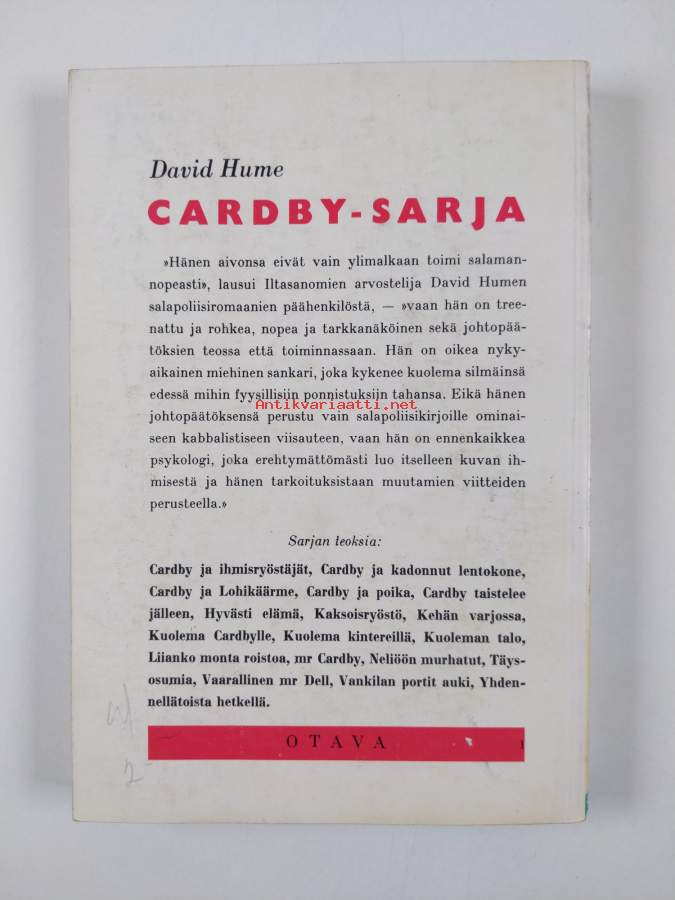 David Hume
CARDBY-SARJA
»Hänen aivonsa eivät vain ylimalkaan toimi salaman-
nopeasti», lausui Iltasanomien arvostelija David Humen
salapoliisiromaanien päähenkilöstä, — »vaan hän on tree-
nattu ja rohkea, nopea ja tarkkanäköinen sekä johtopää-
töksien teossa että toiminnassaan. Hän on oikea nyky-
aikainen miehinen sankari, joka kykenee kuolema silmäinsä
edessä mihin fyysillisiin ponnistuksiin tahansa. Eikä hänen
Antikvariaatti.net
johtopäätöksensä perustu vain salapoliisikirjoille ominai-
seen kabbalistiseen viisauteen, vaan hän on ennenkaikkea
psykologi, joka erehtymättömästi luo itselleen kuvan ih-
misestä ja hänen tarkoituksistaan muutamien viitteiden
perusteella.»
Sarjan teoksia:
Cardby ja ihmisryöstäjät, Cardby ja kadonnut lentokone,
Cardby ja Lohikäärme, Cardby ja poika, Cardby taistelee
jälleen, Hyvästi elämä, Kaksoisryöstö, Kehän varjossa,
Kuolema Cardbylle, Kuolema kintereillä, Kuoleman talo,
Liianko monta roistoa, mr Cardby, Neliöön murhatut, Täys-
osumia, Vaarallinen mr Dell, Vankilan portit auki, Yhden-
nellätoista hetkellä.
OTAVA
2